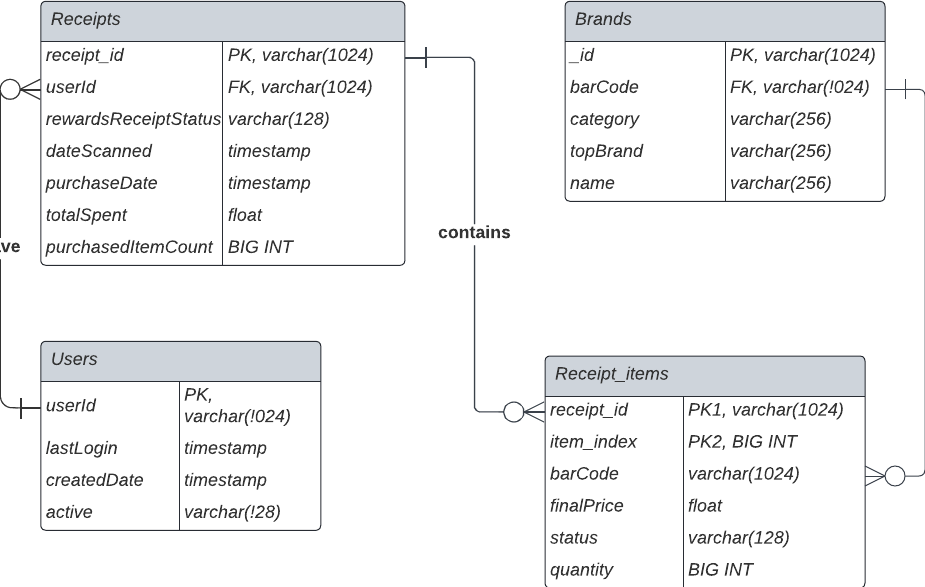 Receipts
receipt_id PK, varchar(1024)
userId FK, varchar(1024)
rewardsReceiptStatus varchar(128)
dateScanned timestamp
purchaseDate timestamp
totalSpent float
purchasedItemCount BIG INT
Brands
_id PK, varchar(1024)
barCode FK, varchar(!024)
category varchar(256)
topBrand varchar(256)
name varchar(256)
contains
ve
Users
userId PK,
varchar(!024)
lastLogin timestamp
createdDate timestamp
active varchar(!28)
Receipt_items
receipt_id PK1, varchar(1024)
item_index PK2, BIG INT
barCode varchar(1024)
finalPrice float
status varchar(128)
quantity BIG INT